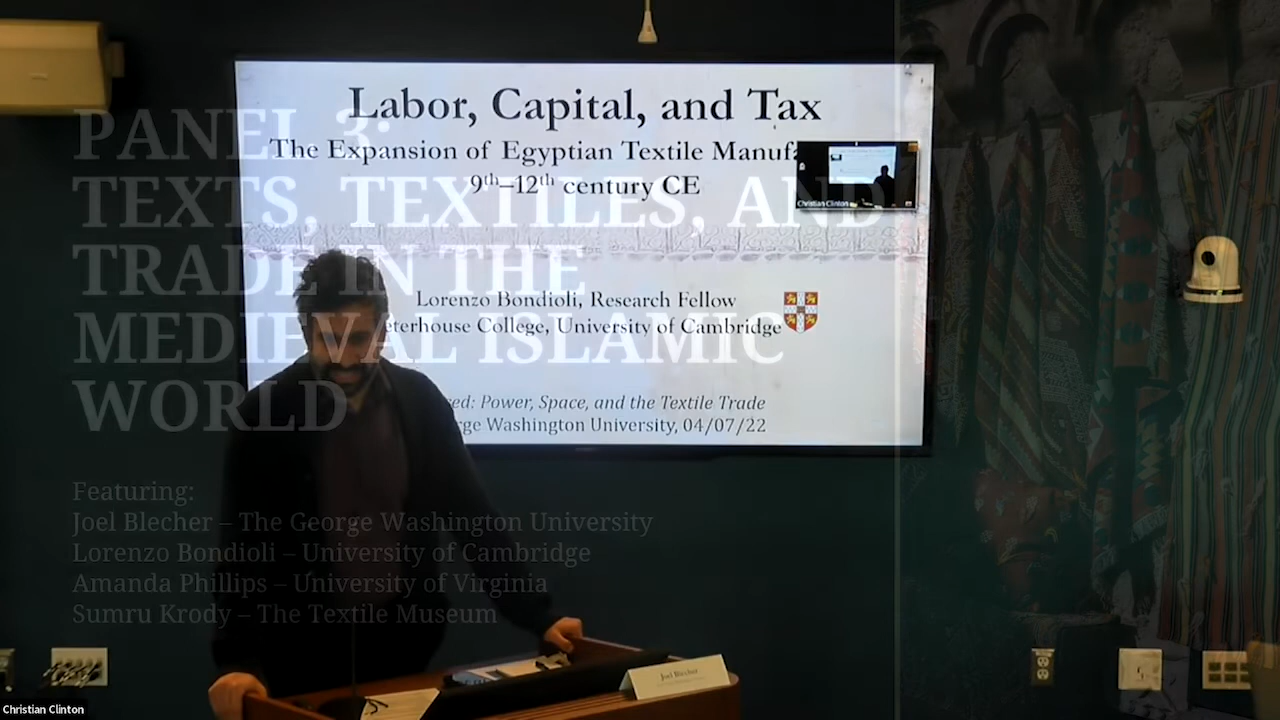 Labor, Capital, and Tax
The Expansion of Egyptian Textile Manufa
9th–12th century CE
Christian Clinton
Lorenzo Bondioli, Research Fellow
eterhouse College, University of Cambridge
ed: Power, Space, and the Textile Trade
rge Washington University, 04/07/22
PANEL 3:
TEXTS, TEXTILES, AND
TRADE IN THE
MEDIEVAL ISLAMIC
WORLD
Featuring:
Joel Blecher – The George Washington University
Lorenzo Bondioli – University of Cambridge
Amanda Phillips – University of Virginia
Sumru Krody – The Textile Museum
Joel Blecher
Christian Clinton